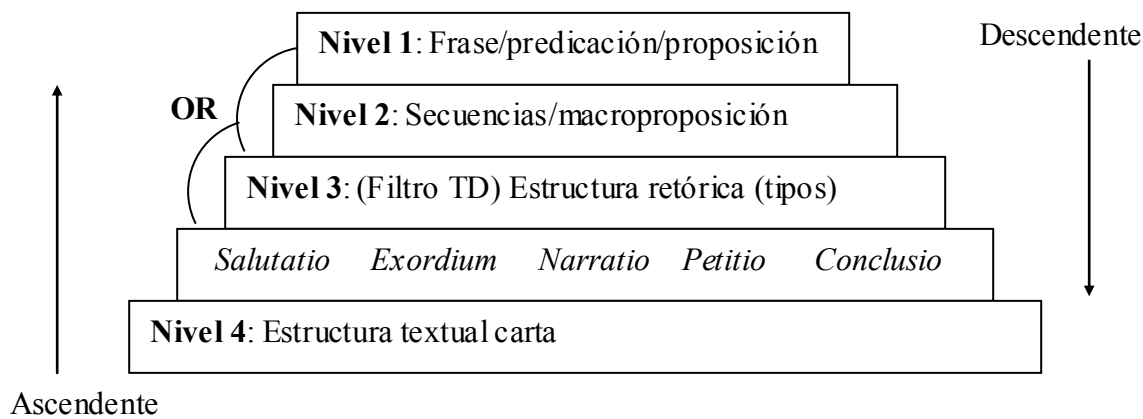 Nivel 1: Frase/predicación/proposición
Descendente
OR
Nivel 2: Secuencias/macroproposición
Nivel 3: (Filtro TD) Estructura retórica (tipos)
Salutatio Exordium Narratio Petitio Conclusio
Nivel 4: Estructura textual carta
Ascendente